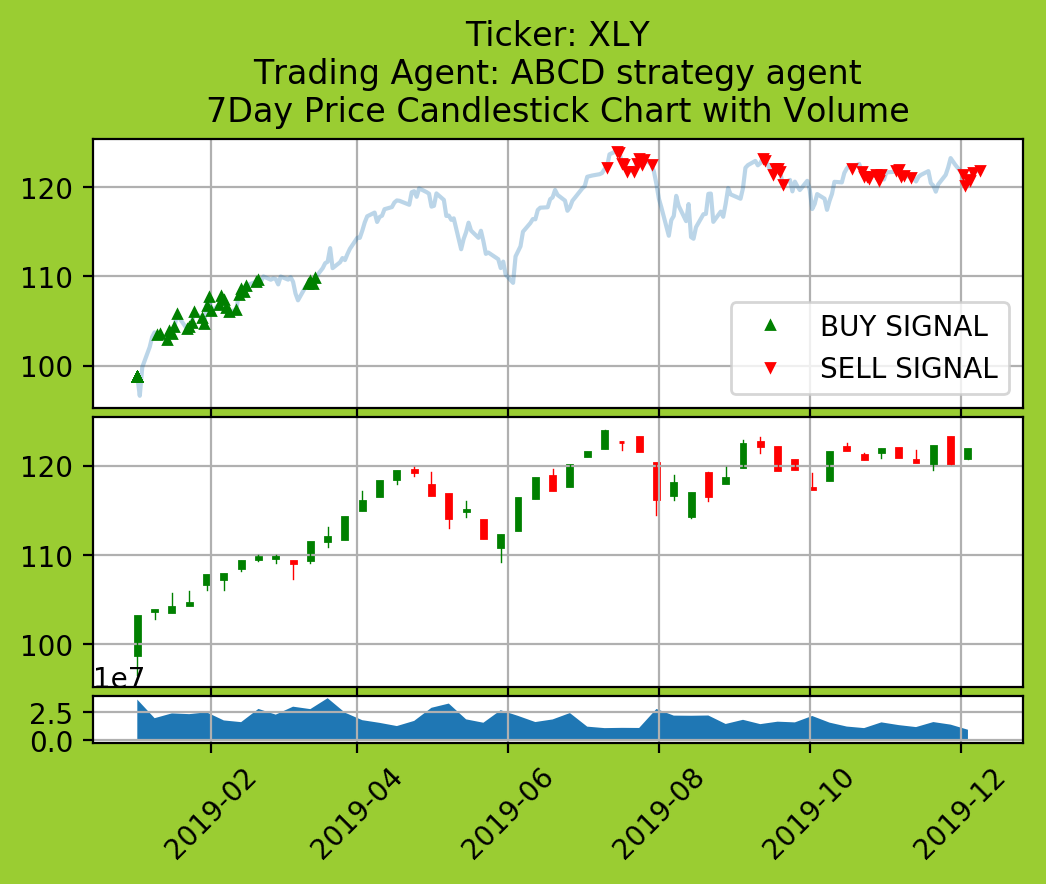 Ticker: XLY
Trading Agent: ABCD strategy agent
7Day Price Candlestick Chart with Volume
120
110
100
BUY SIGNAL
SELL SIGNAL
120
110
100
1e7
2.5
0.0
2019-02
2019-04
2019-06
2019-08
2019-10
2019-12